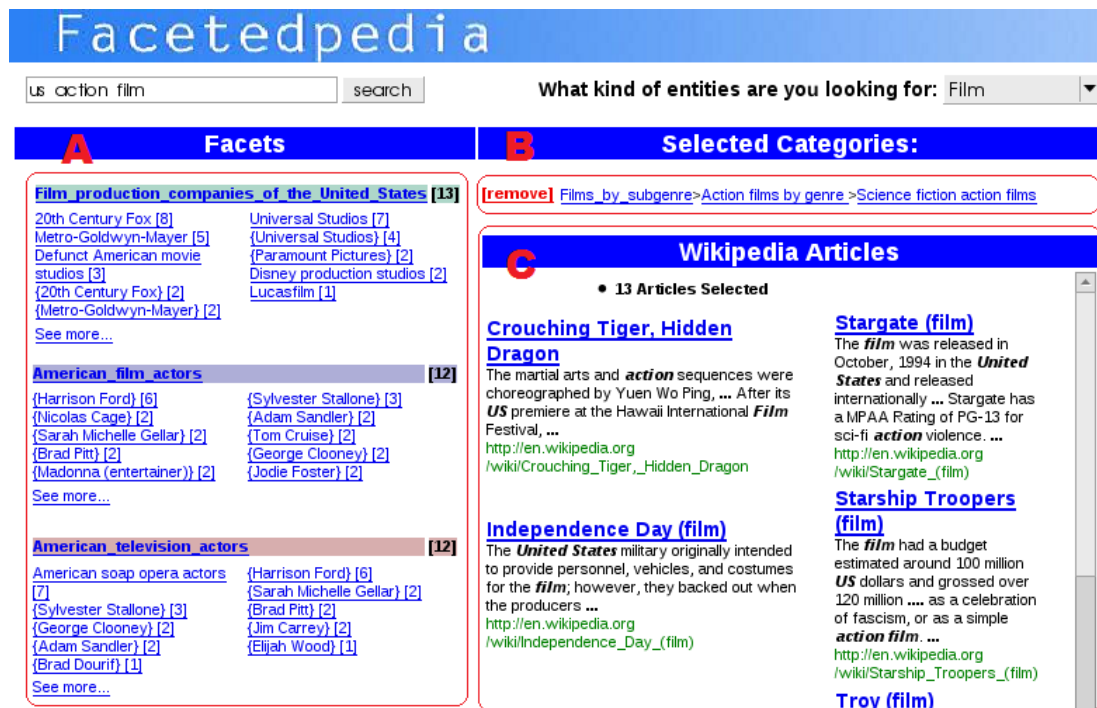 Facetedpedia
us action film
search
What kind of entities are you looking for: Film
A
Facets
Film_production_companies_of_the_United_States [13]
20th Century Fox [8]
Metro-Goldwyn-Mayer [5]
Defunct American movie
studios [3]
{20th Century Fox} [2]
{Metro-Goldwyn-Mayer} [2]
See more...
Universal Studios [7]
{Universal Studios} [4]
{Paramount Pictures} [2]
Disney production studios [2]
Lucasfilm [1]
American_film_actors [12]
{Harrison Ford} [6]
{Nicolas Cage} [2]
{Sarah Michelle Gellar} [2]
{Brad Pitt} [2]
{Madonna (entertainer)} [2]
See more...
{Sylvester Stallone} [3]
{Adam Sandler} [2]
{Tom Cruise} [2]
{George Clooney} [2]
{Jodie Foster} [2]
American_television_actors [12]
American soap opera actors
[7]
{Sylvester Stallone} [3]
{George Clooney} [2]
{Adam Sandler} [2]
{Brad Dourif} [1]
See more...
{Harrison Ford} [6]
{Sarah Michelle Gellar} [2]
{Brad Pitt} [2]
{Jim Carrey} [2]
{Elijah Wood} [1]
B
Selected Categories:
[remove] Films_by_subgenre>Action films by genre >Science fiction action films
C
Wikipedia Articles
• 13 Articles Selected
Crouching Tiger, Hidden
Dragon
The martial arts and action sequences were
choreographed by Yuen Wo Ping, ... After its
US premiere at the Hawaii International Film
Festival, ...
http://en.wikipedia.org
/wiki/Crouching_Tiger,_Hidden_Dragon
Independence Day (film)
The United States military originally intended
to provide personnel, vehicles, and costumes
for the film; however, they backed out when
the producers ...
http://en.wikipedia.org
/wiki/Independence_Day_(film)
Stargate (film)
The film was released in
October, 1994 in the United
States and released
internationally ... Stargate has
a MPAA Rating of PG-13 for
sci-fi action violence. ...
http://en.wikipedia.org
/wiki/Stargate_(film)
Starship Troopers
(film)
The film had a budget
estimated around 100 million
US dollars and grossed over
120 million .... as a celebration
of fascism, or as a simple
action film. ...
http://en.wikipedia.org
/wiki/Starship_Troopers_(film)
Troy (film)